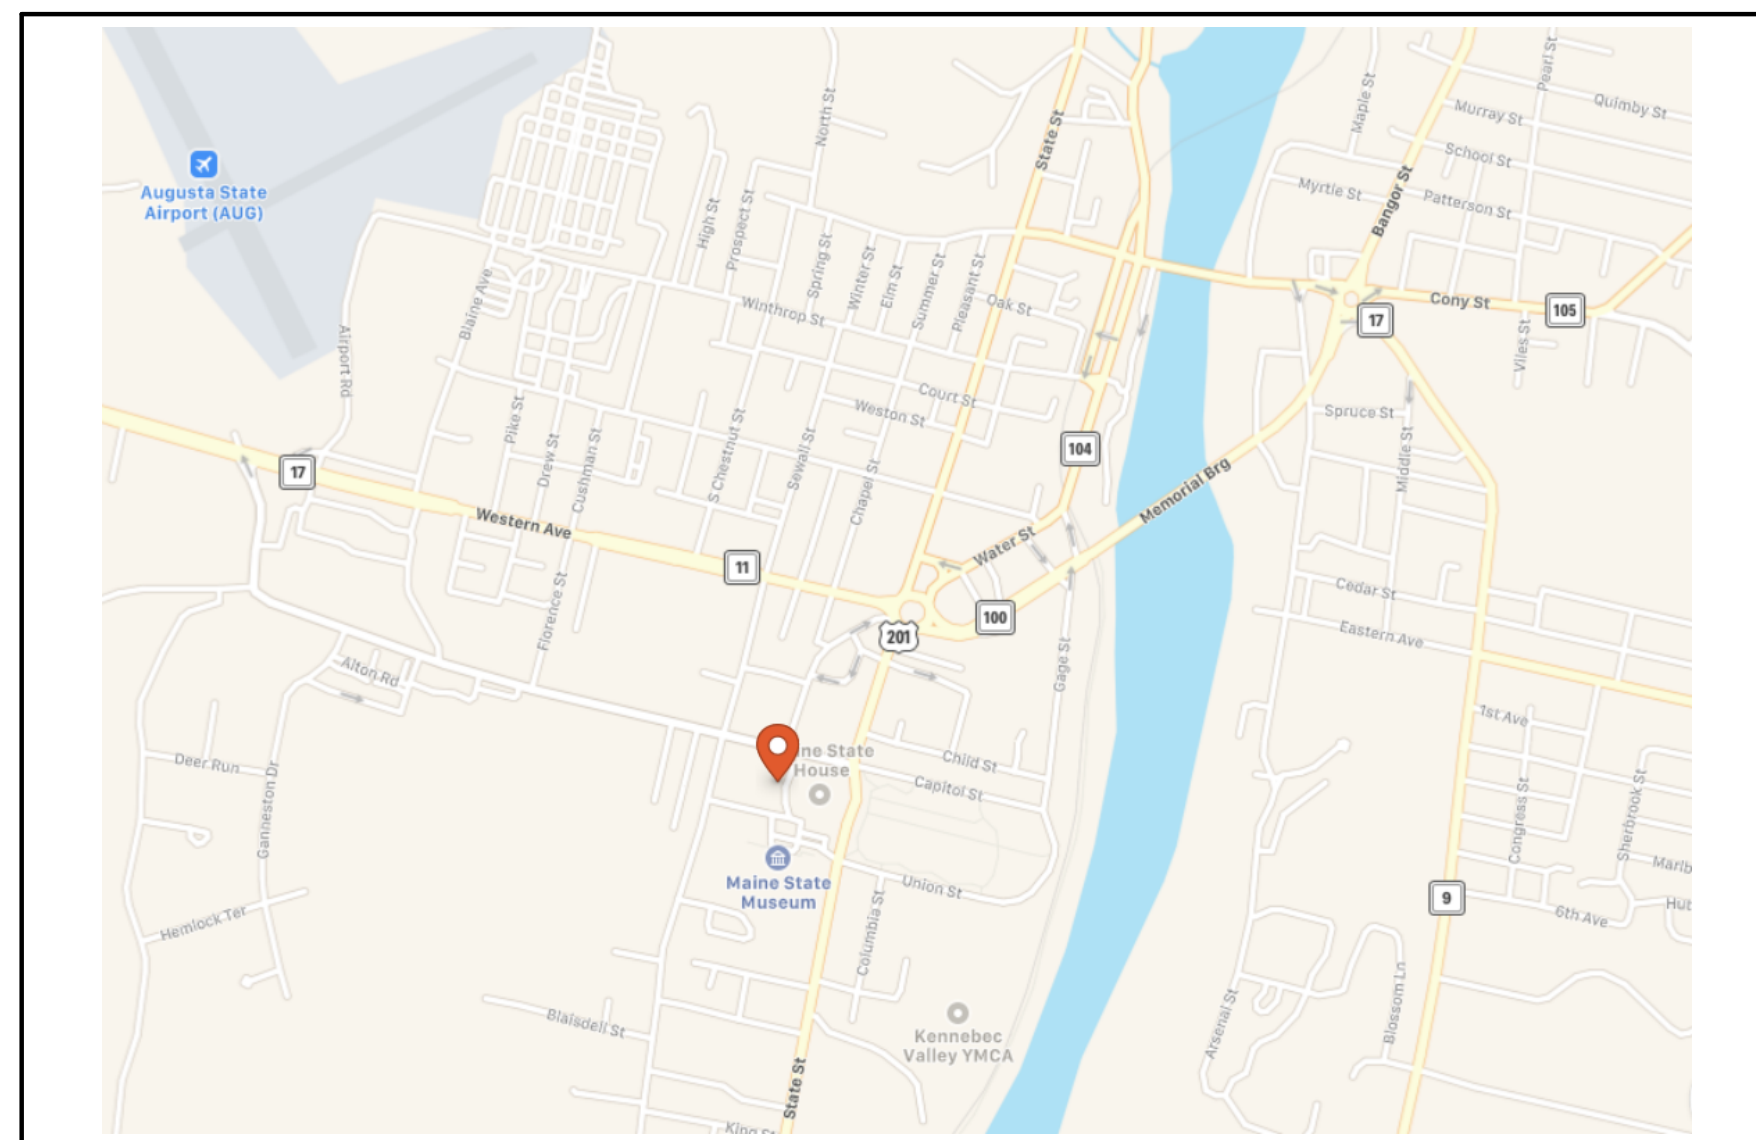 Pearl St
Quimby St
Maple St
Murray St
North St
State St
School St
Augusta State
Airport (AUG)
Myrtle St
Patterson St
Bangor St
High St
Prospect St
Spring St
Winter St
Elm St
Summer St
Pleasant St
Oak St
Winthrop St
Blaine Ave
Cony St
105
17
Viles St
Airport Rd
Court St
Weston St
Spruce St
Pike St
Drew St
Cushman St
S Chestnut St
Sewall St
Chapel St
104
Middle St
17
Memorial Brg
Western Ave
Water St
11
Florence St
Cedar St
100
201
Eastern Ave
Gage St
Alton Rd
1st Ave
Deer Run
ne State
House
Child St
Capitol St
Ganneston Dr
Congress St
Sherbrook St
Marlb
Maine State
Museum
Union St
9
Hut
6th Ave
Hemlock Ter
Columbia St
Blaisdell St
Kennebec
Valley YMCA
Arsenal St
Blossom Ln
State St
King St